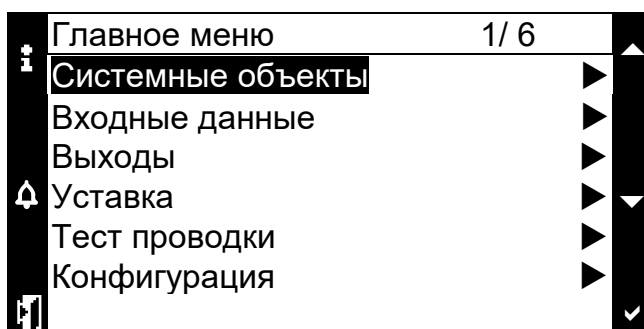 Главное меню 1/ 6
Системные объекты
Входные данные
Выходы
Уставка
Тест проводки
Конфигурация